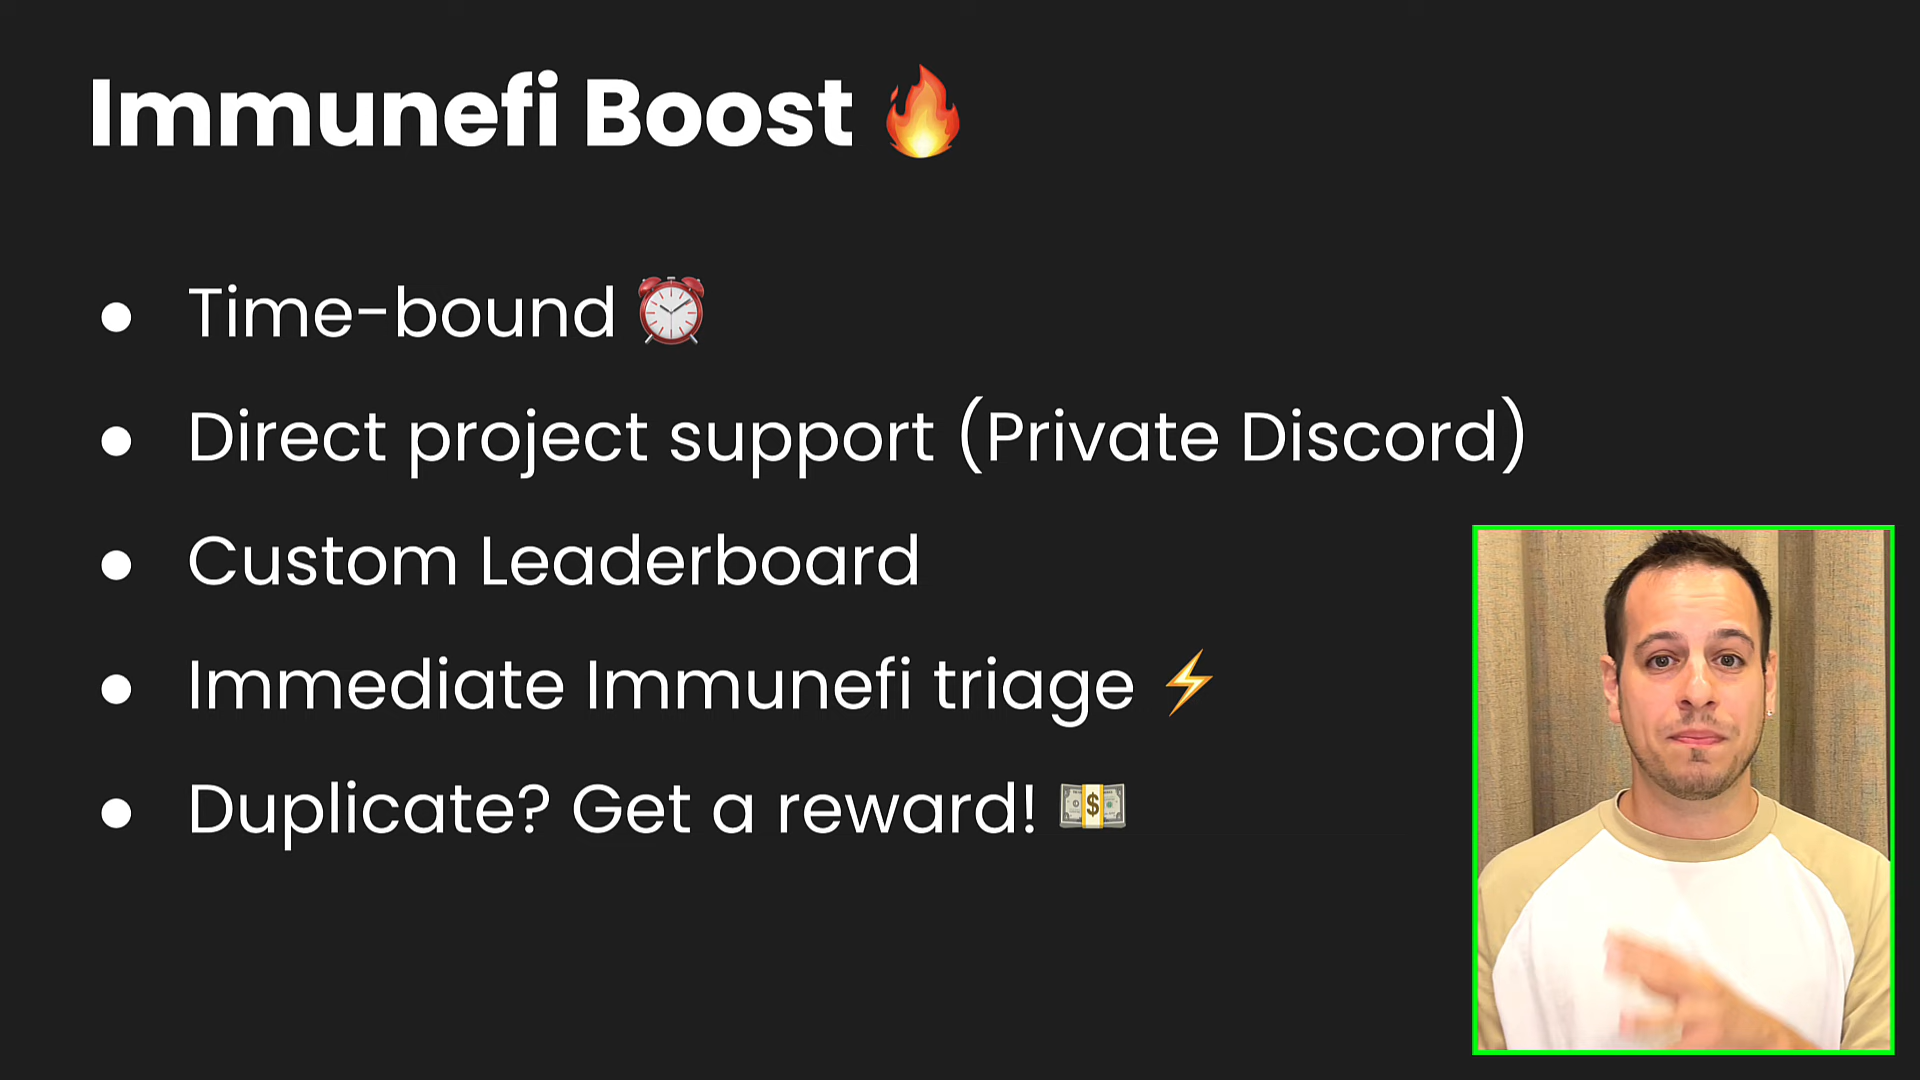 Immunefi Boost 🔥
● Time-bound ⏰
● Direct project support (Private Discord)
● Custom Leaderboard
● Immediate Immunefi triage ⚡
● Duplicate? Get a reward! 💵